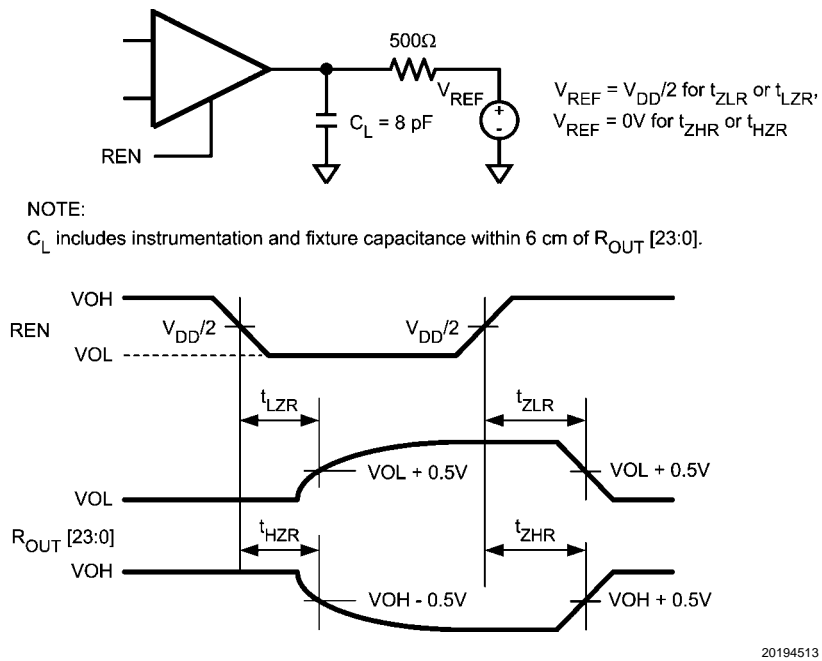 500Ω
V_REF
+
-
C_L = 8 pF
REN
V_REF = V_DD/2 for t_ZLR or t_LZR,
V_REF = 0V for t_ZHR or t_HZR
NOTE:
C_L includes instrumentation and fixture capacitance within 6 cm of R_OUT [23:0].
VOH
REN
V_DD/2
V_DD/2
VOL
t_LZR
t_ZLR
VOL + 0.5V
VOL + 0.5V
VOL
R_OUT [23:0]
t_HZR
t_ZHR
VOH
VOH - 0.5V
VOH + 0.5V
20194513